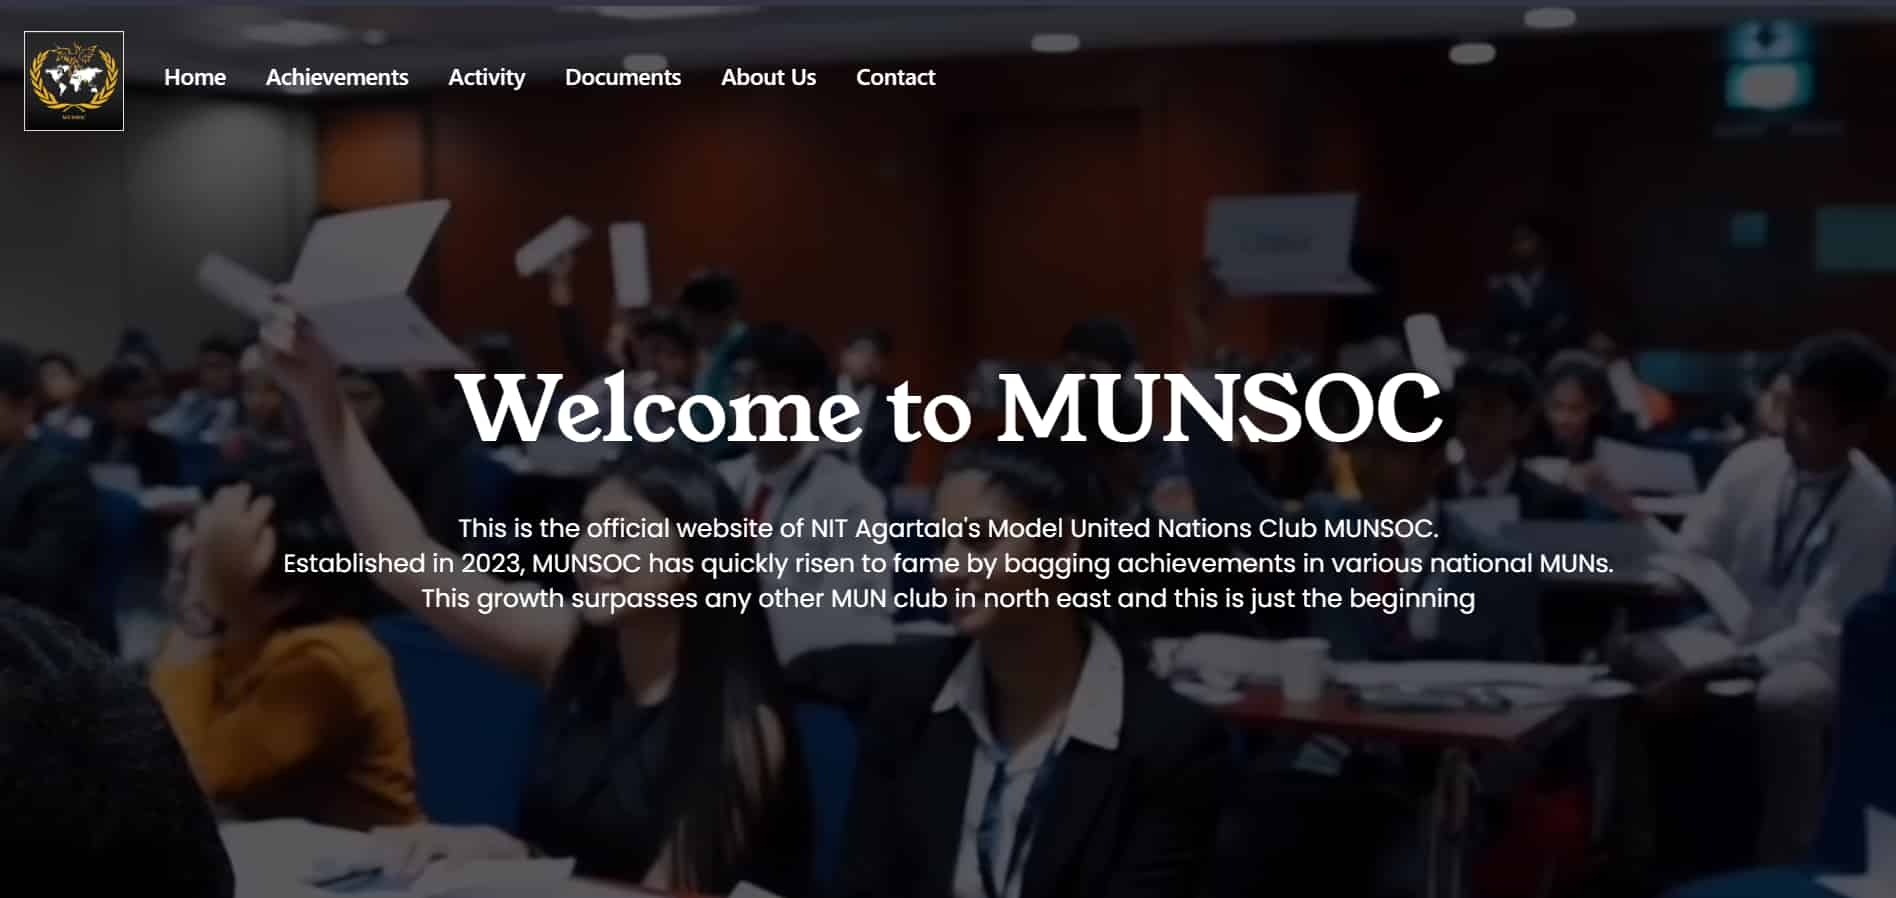 MUNSOC
Home Achievements Activity Documents About Us Contact
Welcome to MUNSOC
This is the official website of NIT Agartala's Model United Nations Club MUNSOC.
Established in 2023, MUNSOC has quickly risen to fame by bagging achievements in various national MUNs.
This growth surpasses any other MUN club in north east and this is just the beginning